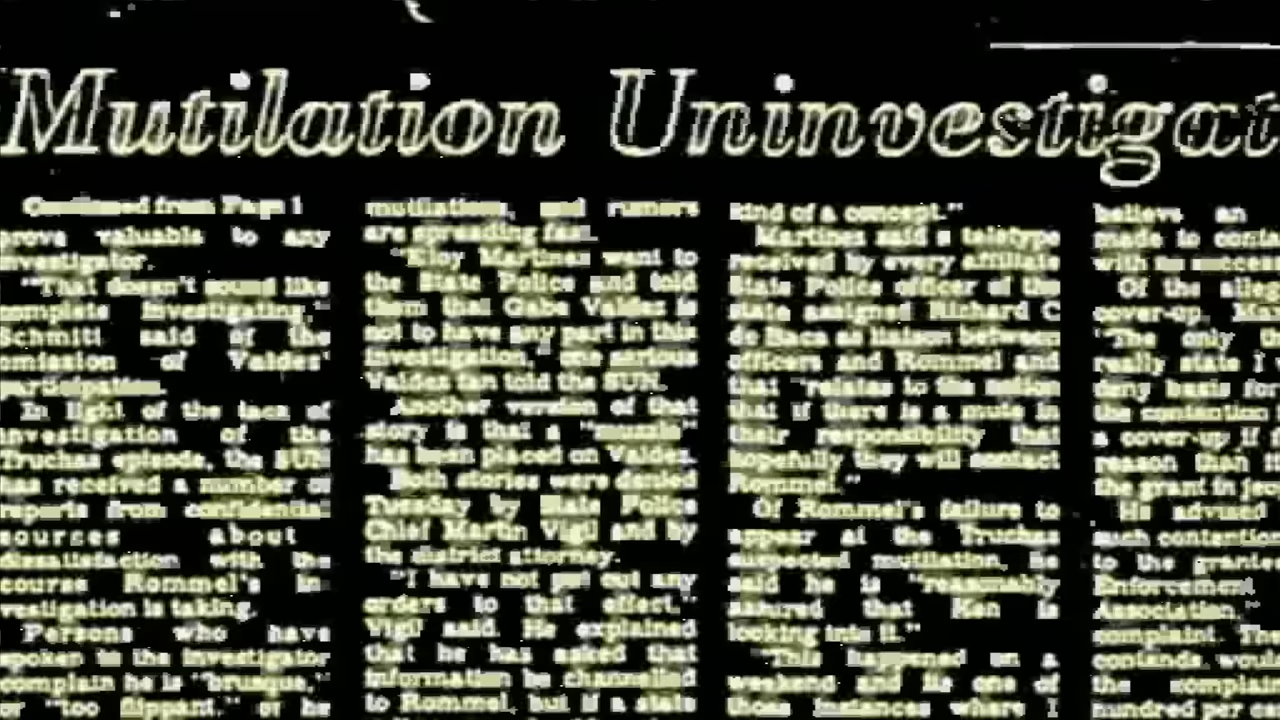 Mutilation Uninvestigat
Continued from Page 1
prove valuable to any
investigator.
"That doesn't sound like
complete investigating,"
Schmitt said of the
omission of Valdes'
participation.
In light of the lack of
investigation of the
Truchas episode, the SUN
has received a number of
reports from confidential
sources about
dissatisfaction with the
course Rommel's in-
vestigation is taking.
Persons who have
spoken to the investigator
complain he is "brusque,"
or "too flippant," or he
mutilations, and rumors
are spreading fast.
"Eloy Martinez went to
the State Police and told
them that Gabe Valdez is
not to have any part in this
investigation," one serious
Valdez fan told the SUN.
Another version of that
story is that a "muzzle"
has been placed on Valdez.
Both stories were denied
Tuesday by State Police
Chief Martin Vigil and by
the district attorney.
"I have not put out any
orders to that effect,"
Vigil said. He explained
that he has asked that
information be channelled
to Rommel, but if a state
kind of a concept."
Martinez said a teletype
received by every affiliate
State Police officer of the
state assigned Richard C
de Baca as liaison between
officers and Rommel and
that "relates to the notion
that if there is a mute in
their responsibility that
hopefully they will contact
Rommel."
Of Rommel's failure to
appear at the Truchas
suspected mutilation, he
said he is "reasonably
assured that Ken is
looking into it."
"This happened on a
weekend and is one of
those instances where I
believe an
made to conta
with no success
Of the alleg
cover-up, Ma
"The only th
really state I
deny basis for
the contention
a cover-up if
reason than it
the grant in jeo
He advised
such contention
to the grantee
Enforcement
Association."
complaint. The
contends would
the complain
hundred per ce